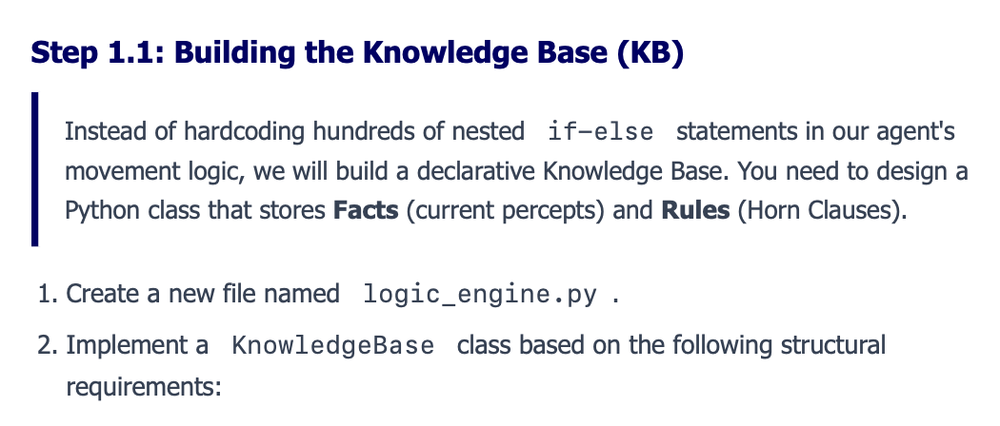 Step 1.1: Building the Knowledge Base (KB)
Instead of hardcoding hundreds of nested if-else statements in our agent's
movement logic, we will build a declarative Knowledge Base. You need to design a
Python class that stores Facts (current percepts) and Rules (Horn Clauses).
1. Create a new file named logic_engine.py .
2. Implement a KnowledgeBase class based on the following structural
requirements: